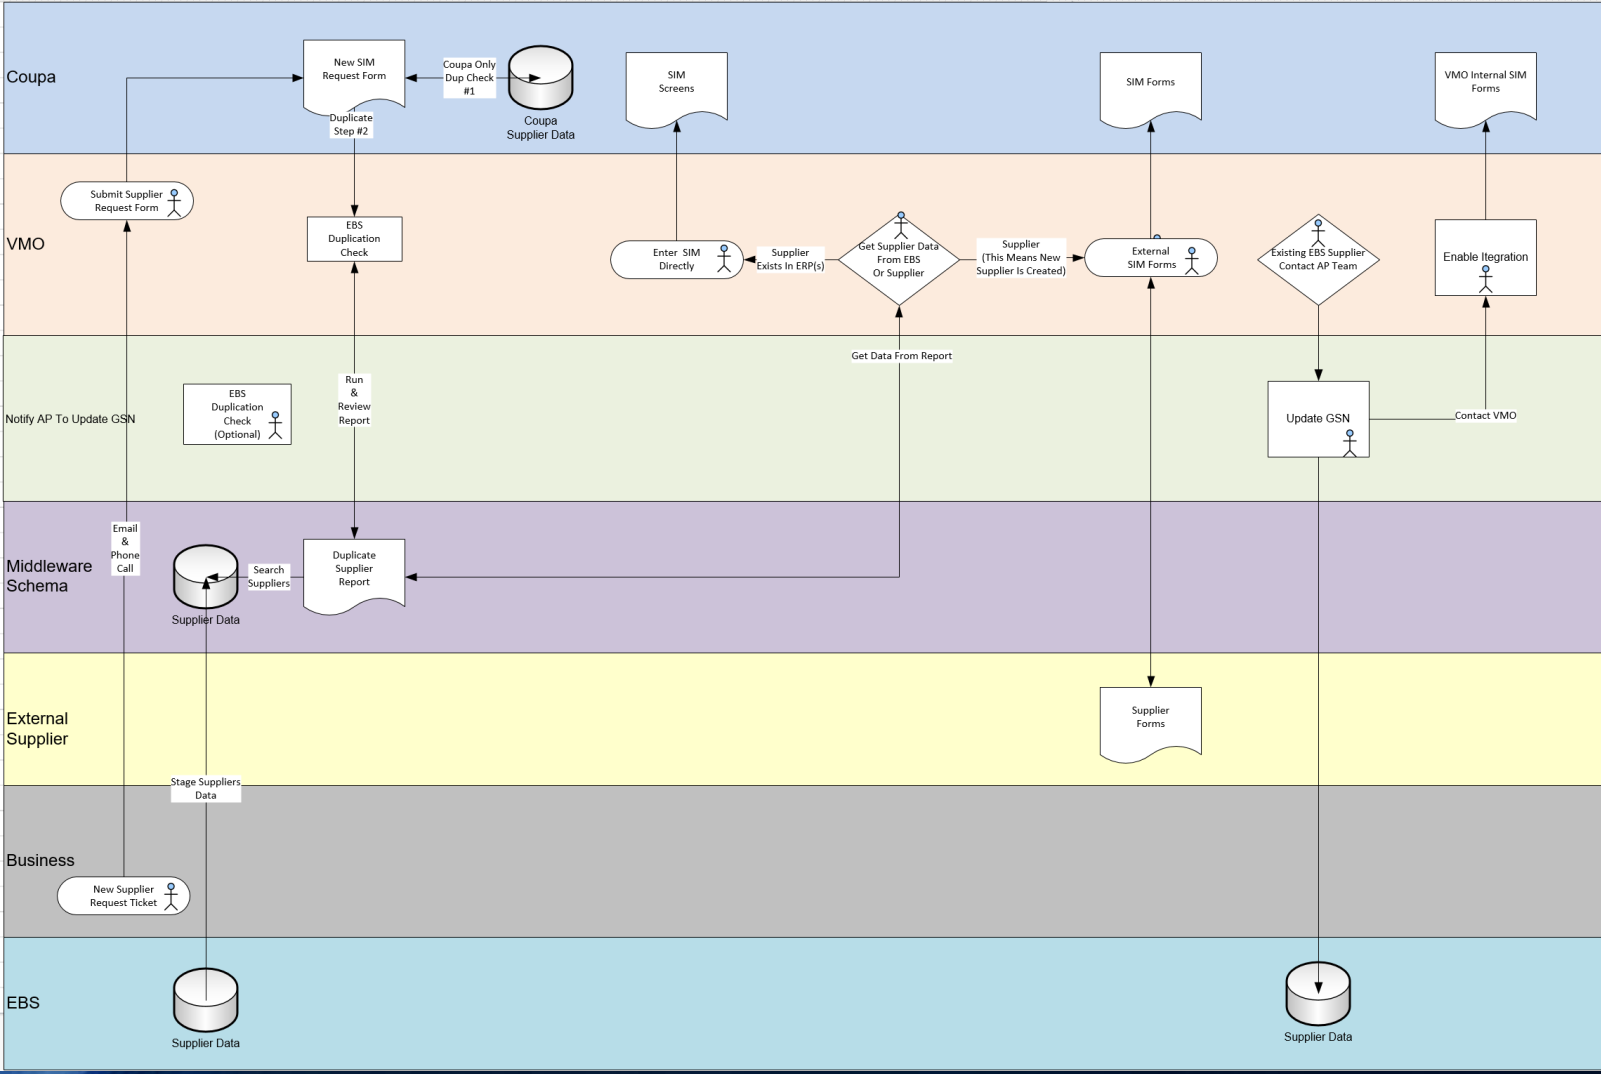 Coupa
New SIM
Request Form
Coupa Only
Dup Check
#1
Coupa
Supplier Data
Duplicate
Step #2
SIM
Screens
SIM Forms
VMO Internal SIM
Forms
VMO
Submit Supplier
Request Form
EBS
Duplication
Check
Enter SIM
Directly
Supplier
Exists In ERP(s)
Get Supplier Data
From EBS
Or Supplier
Supplier
(This Means New
Supplier Is Created)
External
SIM Forms
Existing EBS Supplier
Contact AP Team
Enable Itegration
Notify AP To Update GSN
EBS
Duplication
Check
(Optional)
Run
&
Review
Report
Get Data From Report
Update GSN
Contact VMO
Middleware
Schema
Email
&
Phone
Call
Supplier Data
Search
Suppliers
Duplicate
Supplier
Report
External
Supplier
Supplier
Forms
Stage Suppliers
Data
Business
New Supplier
Request Ticket
EBS
Supplier Data
Supplier Data